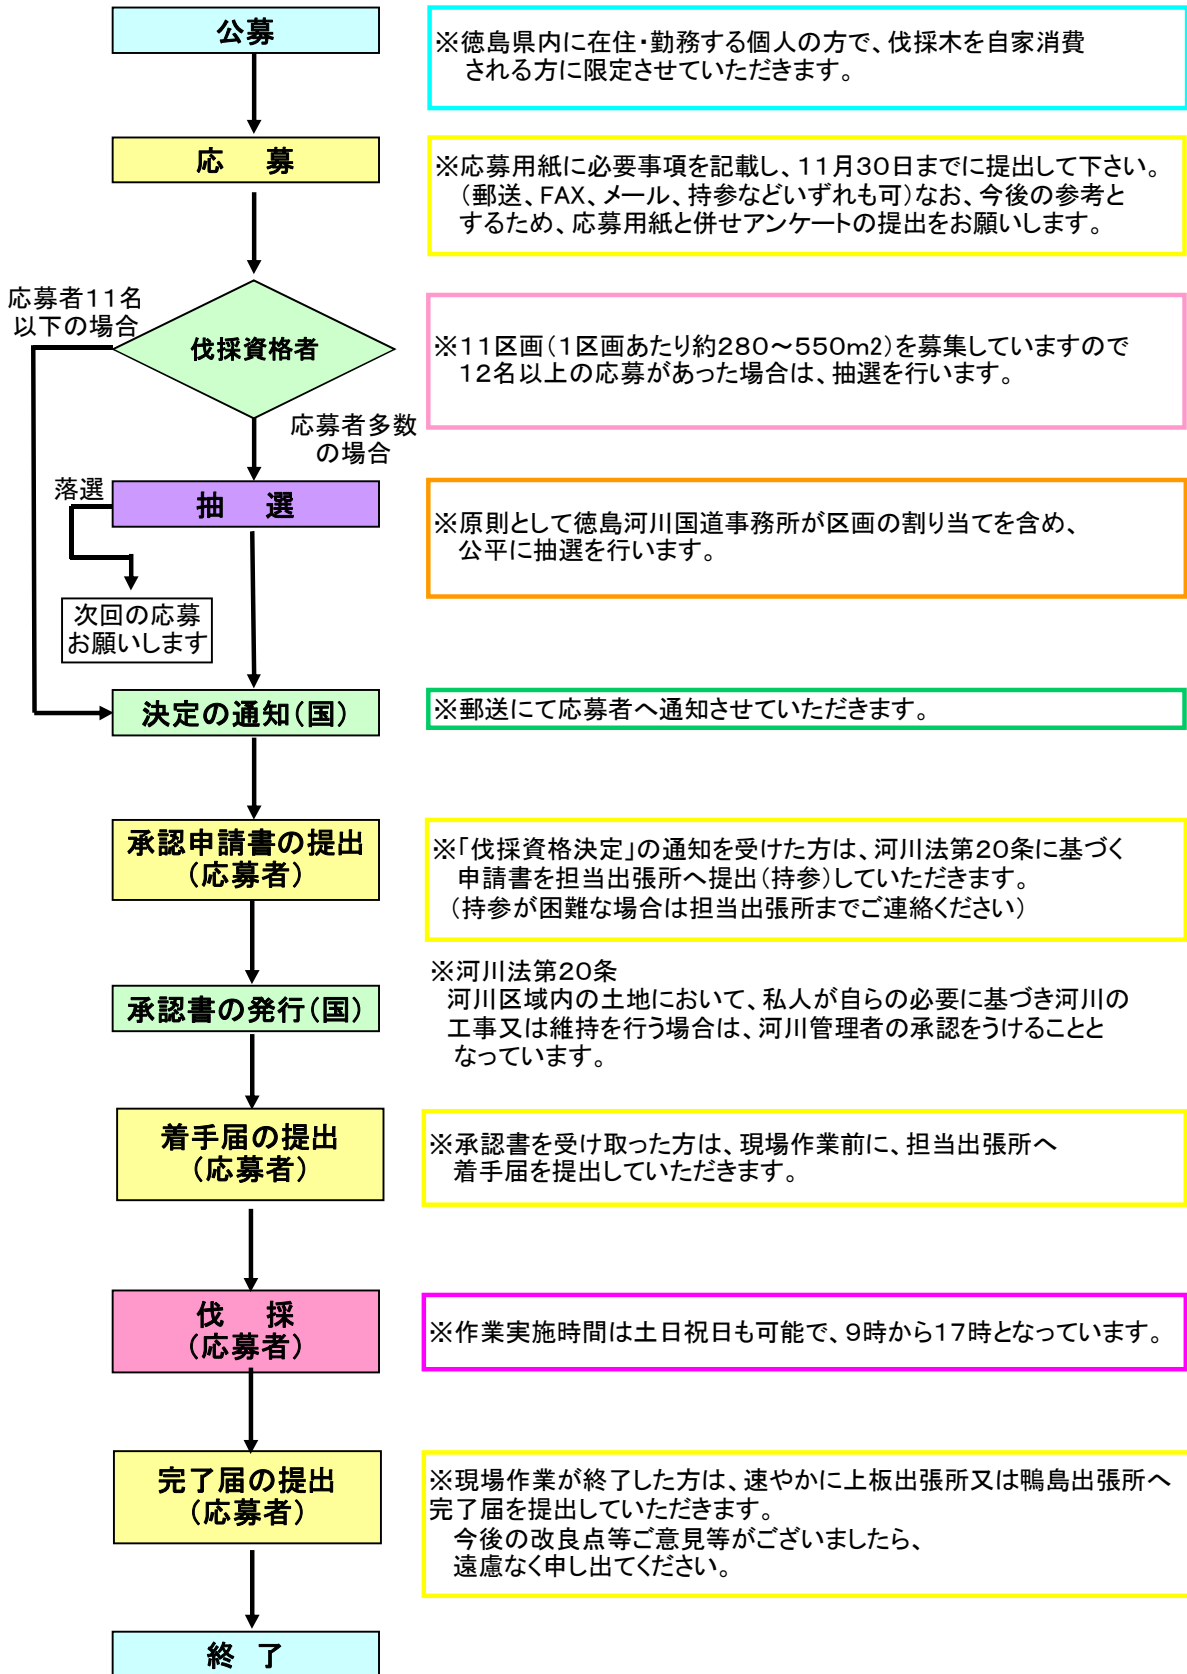 公募
※徳島県内に在住・勤務する個人の方で、伐採木を自家消費
される方に限定させていただきます。
応　募
※応募用紙に必要事項を記載し、11月30日までに提出して下さい。
（郵送、FAX、メール、持参などいずれも可）なお、今後の参考と
するため、応募用紙と併せアンケートの提出をお願いします。
応募者11名
以下の場合
伐採資格者
※11区画（1区画あたり約280～550m2）を募集していますので
12名以上の応募があった場合は、抽選を行います。
応募者多数
の場合
落選
抽　選
※原則として徳島河川国道事務所が区画の割り当てを含め、
公平に抽選を行います。
次回の応募
お願いします
決定の通知（国）
※郵送にて応募者へ通知させていただきます。
承認申請書の提出
（応募者）
※「伐採資格決定」の通知を受けた方は、河川法第20条に基づく
申請書を担当出張所へ提出（持参）していただきます。
（持参が困難な場合は担当出張所までご連絡ください）
承認書の発行（国）
※河川法第20条
河川区域内の土地において、私人が自らの必要に基づき河川の
工事又は維持を行う場合は、河川管理者の承認をうけることと
なっています。
着手届の提出
（応募者）
※承認書を受け取った方は、現場作業前に、担当出張所へ
着手届を提出していただきます。
伐　採
（応募者）
※作業実施時間は土日祝日も可能で、9時から17時となっています。
完了届の提出
（応募者）
※現場作業が終了した方は、速やかに上板出張所又は鴨島出張所へ
完了届を提出していただきます。
今後の改良点等ご意見等がございましたら、
遠慮なく申し出てください。
終　了